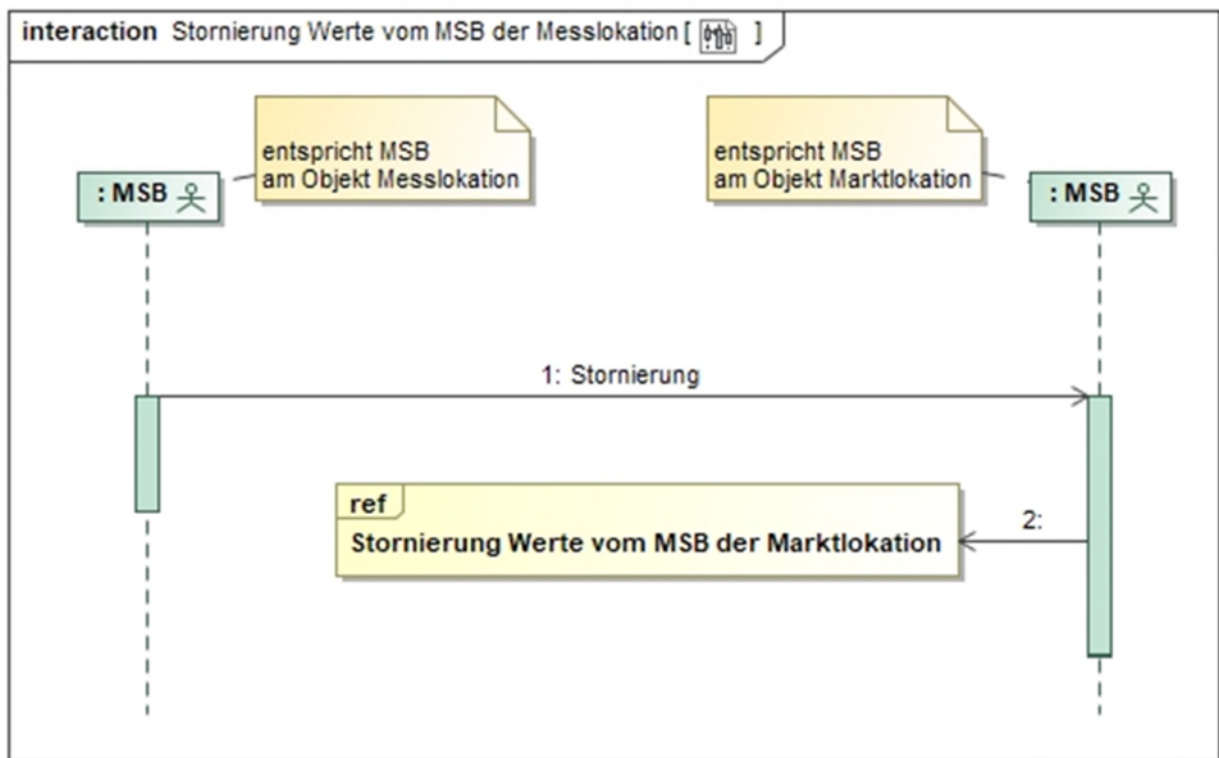 interaction Stornierung Werte vom MSB der Messlokation [ ]
entspricht MSB
am Objekt Messlokation
entspricht MSB
am Objekt Marktlokation
: MSB
: MSB
1: Stornierung
ref
2:
Stornierung Werte vom MSB der Marktlokation